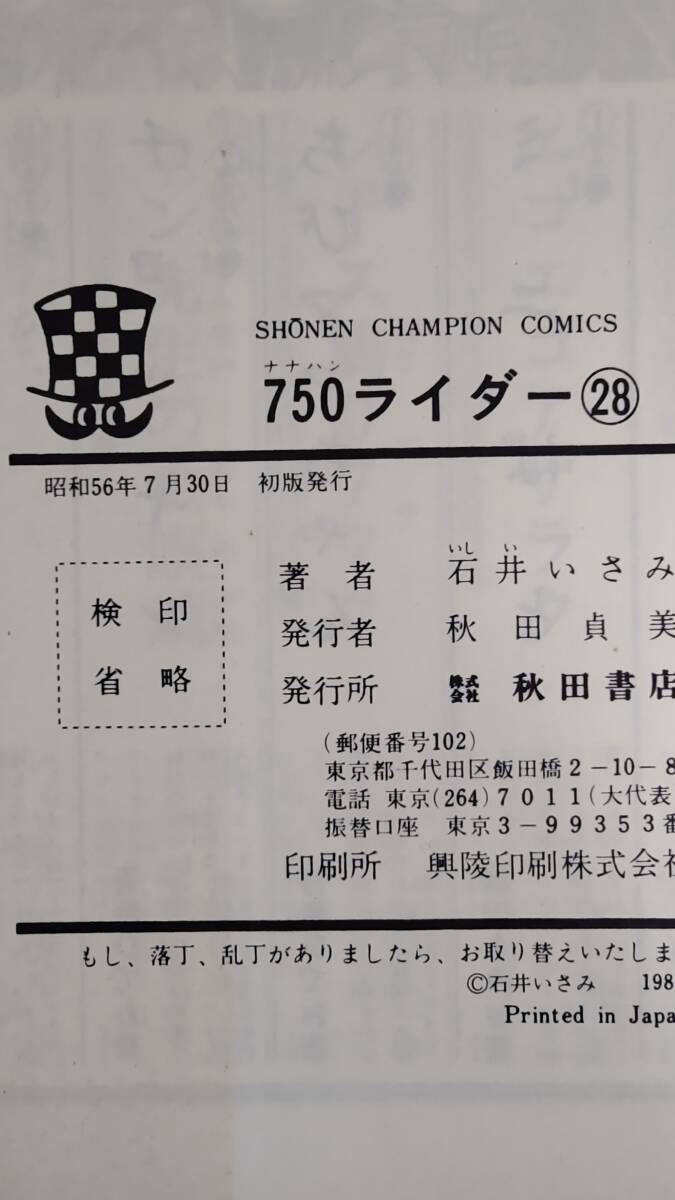 SHŌNEN CHAMPION COMICS
ナナハン
750ライダー㉘
昭和56年7月30日 初版発行
検印
省略
いし い
著者 石井いさみ
発行者 秋田貞美
発行所 株式会社 秋田書店
(郵便番号102)
東京都千代田区飯田橋2-10-8
電話 東京(264)7011(大代表
振替口座 東京3-99353番
印刷所 興陵印刷株式会社
もし、落丁、乱丁がありましたら、お取り替えいたしま
©石井いさみ 198
Printed in Japa